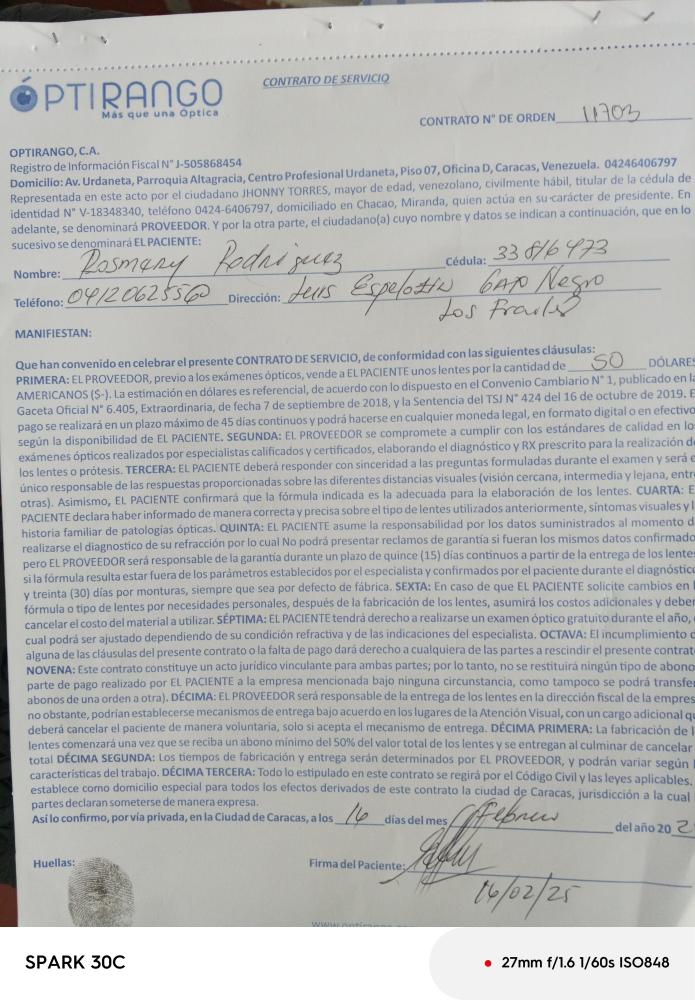 ÓPTIRANGO
Más que una Óptica
CONTRATO DE SERVICIO
CONTRATO N° DE ORDEN 11703
OPTIRANGO, C.A.
Registro de Información Fiscal N° J-505868454
Domicilio: Av. Urdaneta, Parroquia Altagracia, Centro Profesional Urdaneta, Piso 07, Oficina D, Caracas, Venezuela. 04246406797
Representada en este acto por el ciudadano JHONNY TORRES, mayor de edad, venezolano, civilmente hábil, titular de la cédula de
identidad N° V-18348340, teléfono 0424-6406797, domiciliado en Chacao, Miranda, quien actúa en su carácter de presidente. En
adelante, se denominará PROVEEDOR. Y por la otra parte, el ciudadano(a) cuyo nombre y datos se indican a continuación, que en lo
sucesivo se denominará EL PACIENTE:
Nombre: Rosmary Rodriguez Cédula: 33816473
Teléfono: 04120625560 Dirección: Luis Espelozin Gato Negro
Los Frailes
MANIFIESTAN:
Que han convenido en celebrar el presente CONTRATO DE SERVICIO, de conformidad con las siguientes cláusulas:
PRIMERA: EL PROVEEDOR, previo a los exámenes ópticos, vende a EL PACIENTE unos lentes por la cantidad de 50 DÓLARES
AMERICANOS ($-). La estimación en dólares es referencial, de acuerdo con lo dispuesto en el Convenio Cambiario N° 1, publicado en la
Gaceta Oficial N° 6.405, Extraordinaria, de fecha 7 de septiembre de 2018, y la Sentencia del TSJ N° 424 del 16 de octubre de 2019. E
pago se realizará en un plazo máximo de 45 días continuos y podrá hacerse en cualquier moneda legal, en formato digital o en efectivo
según la disponibilidad de EL PACIENTE. SEGUNDA: EL PROVEEDOR se compromete a cumplir con los estándares de calidad en los
exámenes ópticos realizados por especialistas calificados y certificados, elaborando el diagnóstico y RX prescrito para la realización de
los lentes o prótesis. TERCERA: EL PACIENTE deberá responder con sinceridad a las preguntas formuladas durante el examen y será e
único responsable de las respuestas proporcionadas sobre las diferentes distancias visuales (visión cercana, intermedia y lejana, entre
otras). Asimismo, EL PACIENTE confirmará que la fórmula indicada es la adecuada para la elaboración de los lentes. CUARTA: E
PACIENTE declara haber informado de manera correcta y precisa sobre el tipo de lentes utilizados anteriormente, síntomas visuales y l
historia familiar de patologías ópticas. QUINTA: EL PACIENTE asume la responsabilidad por los datos suministrados al momento d
realizarse el diagnostico de su refracción por lo cual No podrá presentar reclamos de garantía si fueran los mismos datos confirmado
pero EL PROVEEDOR será responsable de la garantía durante un plazo de quince (15) días continuos a partir de la entrega de los lente
si la fórmula resulta estar fuera de los parámetros establecidos por el especialista y confirmados por el paciente durante el diagnóstic
y treinta (30) días por monturas, siempre que sea por defecto de fábrica. SEXTA: En caso de que EL PACIENTE solicite cambios en l
fórmula o tipo de lentes por necesidades personales, después de la fabricación de los lentes, asumirá los costos adicionales y deber
cancelar el costo del material a utilizar. SÉPTIMA: EL PACIENTE tendrá derecho a realizarse un examen óptico gratuito durante el año,
cual podrá ser ajustado dependiendo de su condición refractiva y de las indicaciones del especialista. OCTAVA: El incumplimiento d
alguna de las cláusulas del presente contrato o la falta de pago dará derecho a cualquiera de las partes a rescindir el presente contrat
NOVENA: Este contrato constituye un acto jurídico vinculante para ambas partes; por lo tanto, no se restituirá ningún tipo de abono
parte de pago realizado por EL PACIENTE a la empresa mencionada bajo ninguna circunstancia, como tampoco se podrá transfer
abonos de una orden a otra). DÉCIMA: EL PROVEEDOR será responsable de la entrega de los lentes en la dirección fiscal de la empres
no obstante, podrían establecerse mecanismos de entrega bajo acuerdo en los lugares de la Atención Visual, con un cargo adicional qu
deberá cancelar el paciente de manera voluntaria, solo si acepta el mecanismo de entrega. DÉCIMA PRIMERA: La fabricación de l
lentes comenzará una vez que se reciba un abono mínimo del 50% del valor total de los lentes y se entregan al culminar de cancelar
total DÉCIMA SEGUNDA: Los tiempos de fabricación y entrega serán determinados por EL PROVEEDOR, y podrán variar según l
características del trabajo. DÉCIMA TERCERA: Todo lo estipulado en este contrato se regirá por el Código Civil y las leyes aplicables.
establece como domicilio especial para todos los efectos derivados de este contrato la ciudad de Caracas, jurisdicción a la cual
partes declaran someterse de manera expresa.
Así lo confirmo, por vía privada, en la Ciudad de Caracas, a los 16 días del mes Febrero del año 20 2
Huellas:
Firma del Paciente:
16/02/25
SPARK 30C
27mm f/1.6 1/60s ISO848